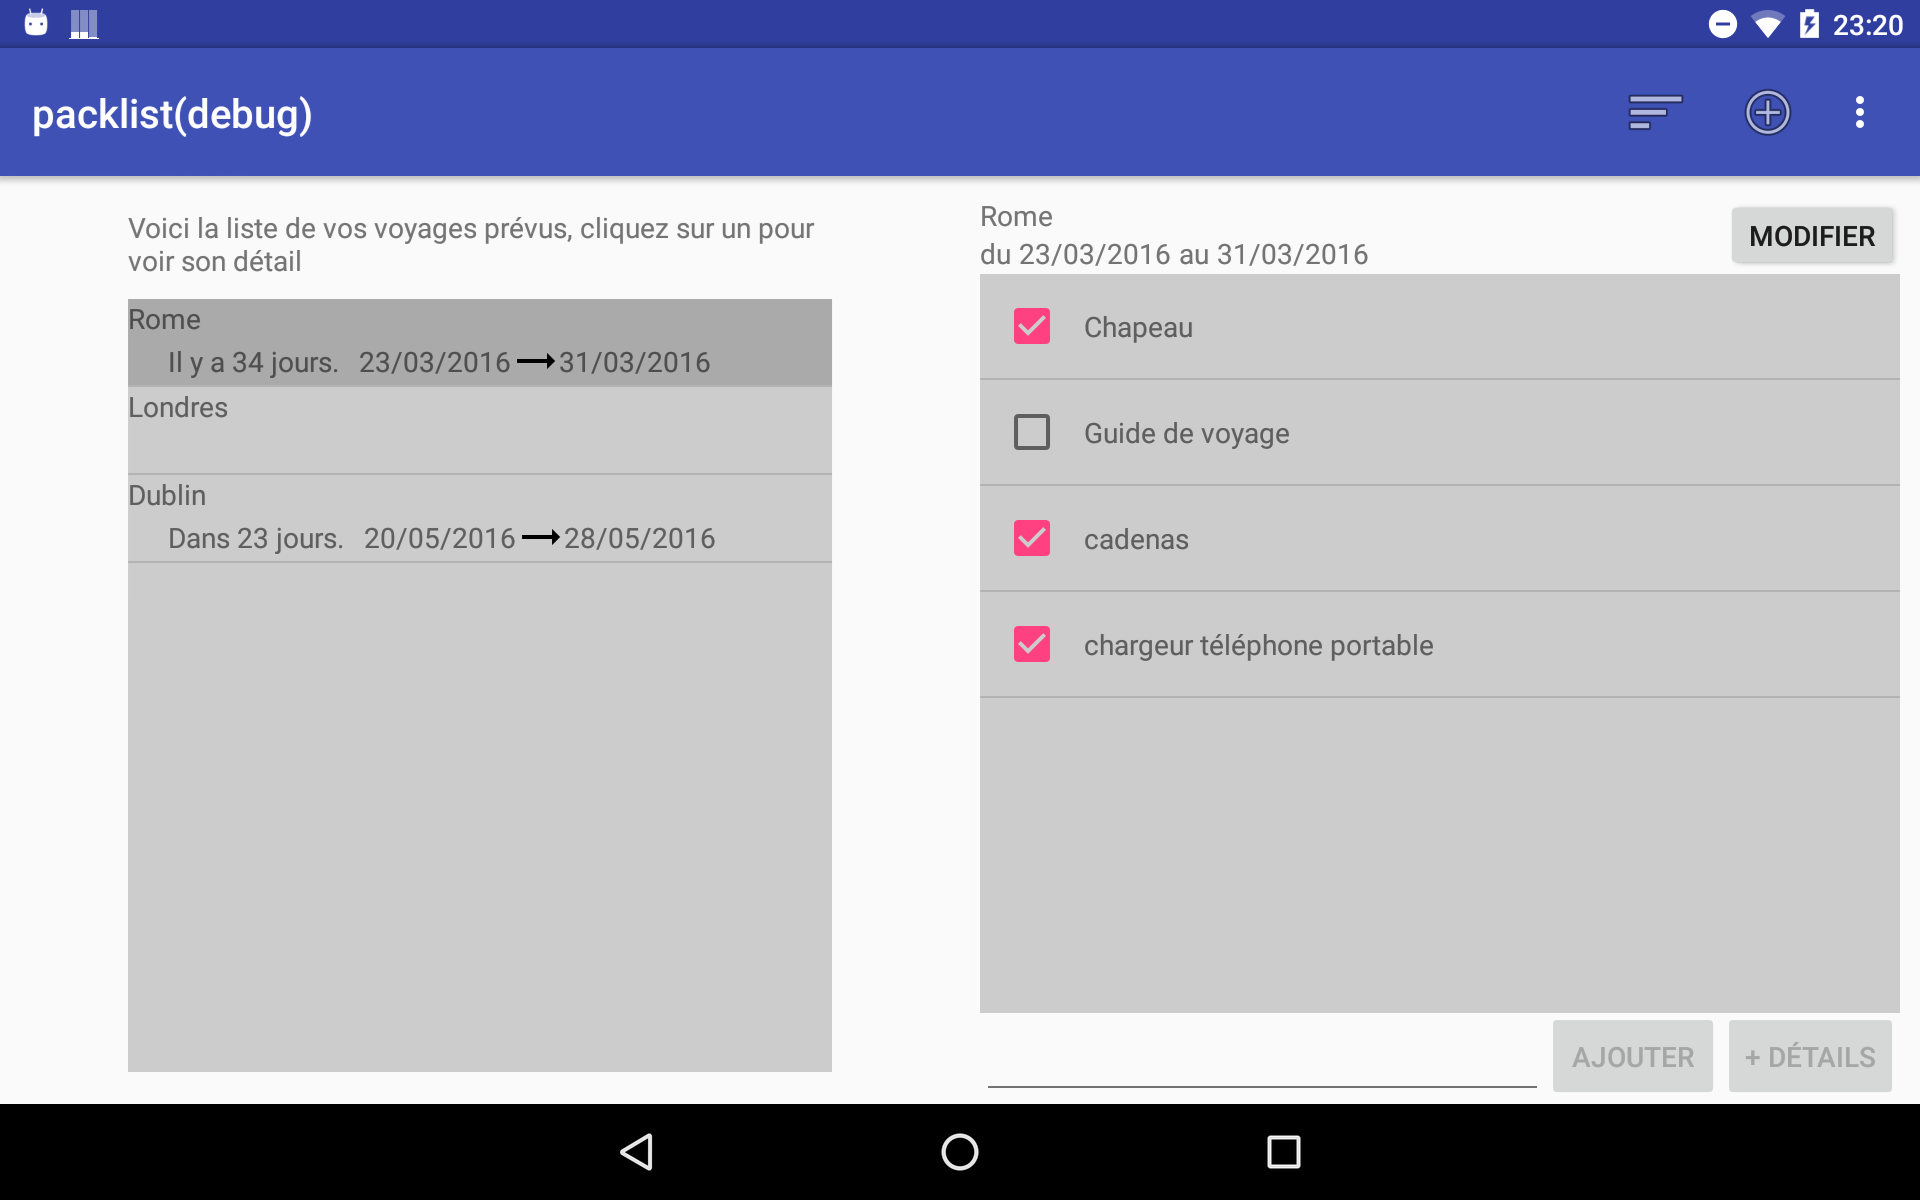 23:20
packlist(debug)
Voici la liste de vos voyages prévus, cliquez sur un pour
voir son détail
Rome
Il y a 34 jours. 23/03/2016 31/03/2016
Londres
Dublin
Dans 23 jours. 20/05/2016 28/05/2016
Rome
du 23/03/2016 au 31/03/2016
MODIFIER
Chapeau
Guide de voyage
cadenas
chargeur téléphone portable
AJOUTER
+ DÉTAILS